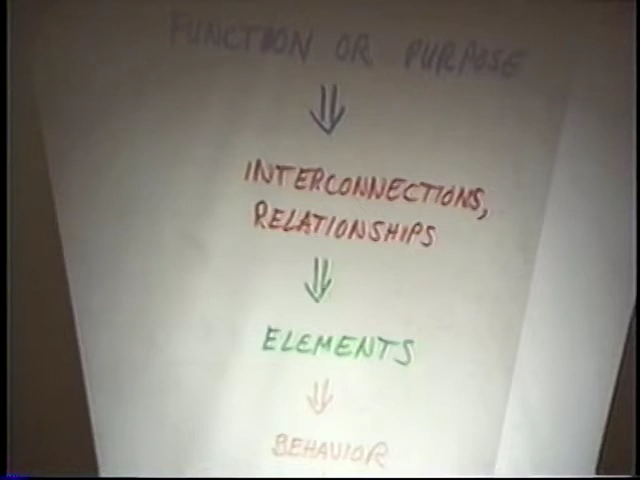 FUNCTION OR PURPOSE
INTERCONNECTIONS,
RELATIONSHIPS
ELEMENTS
BEHAVIOR